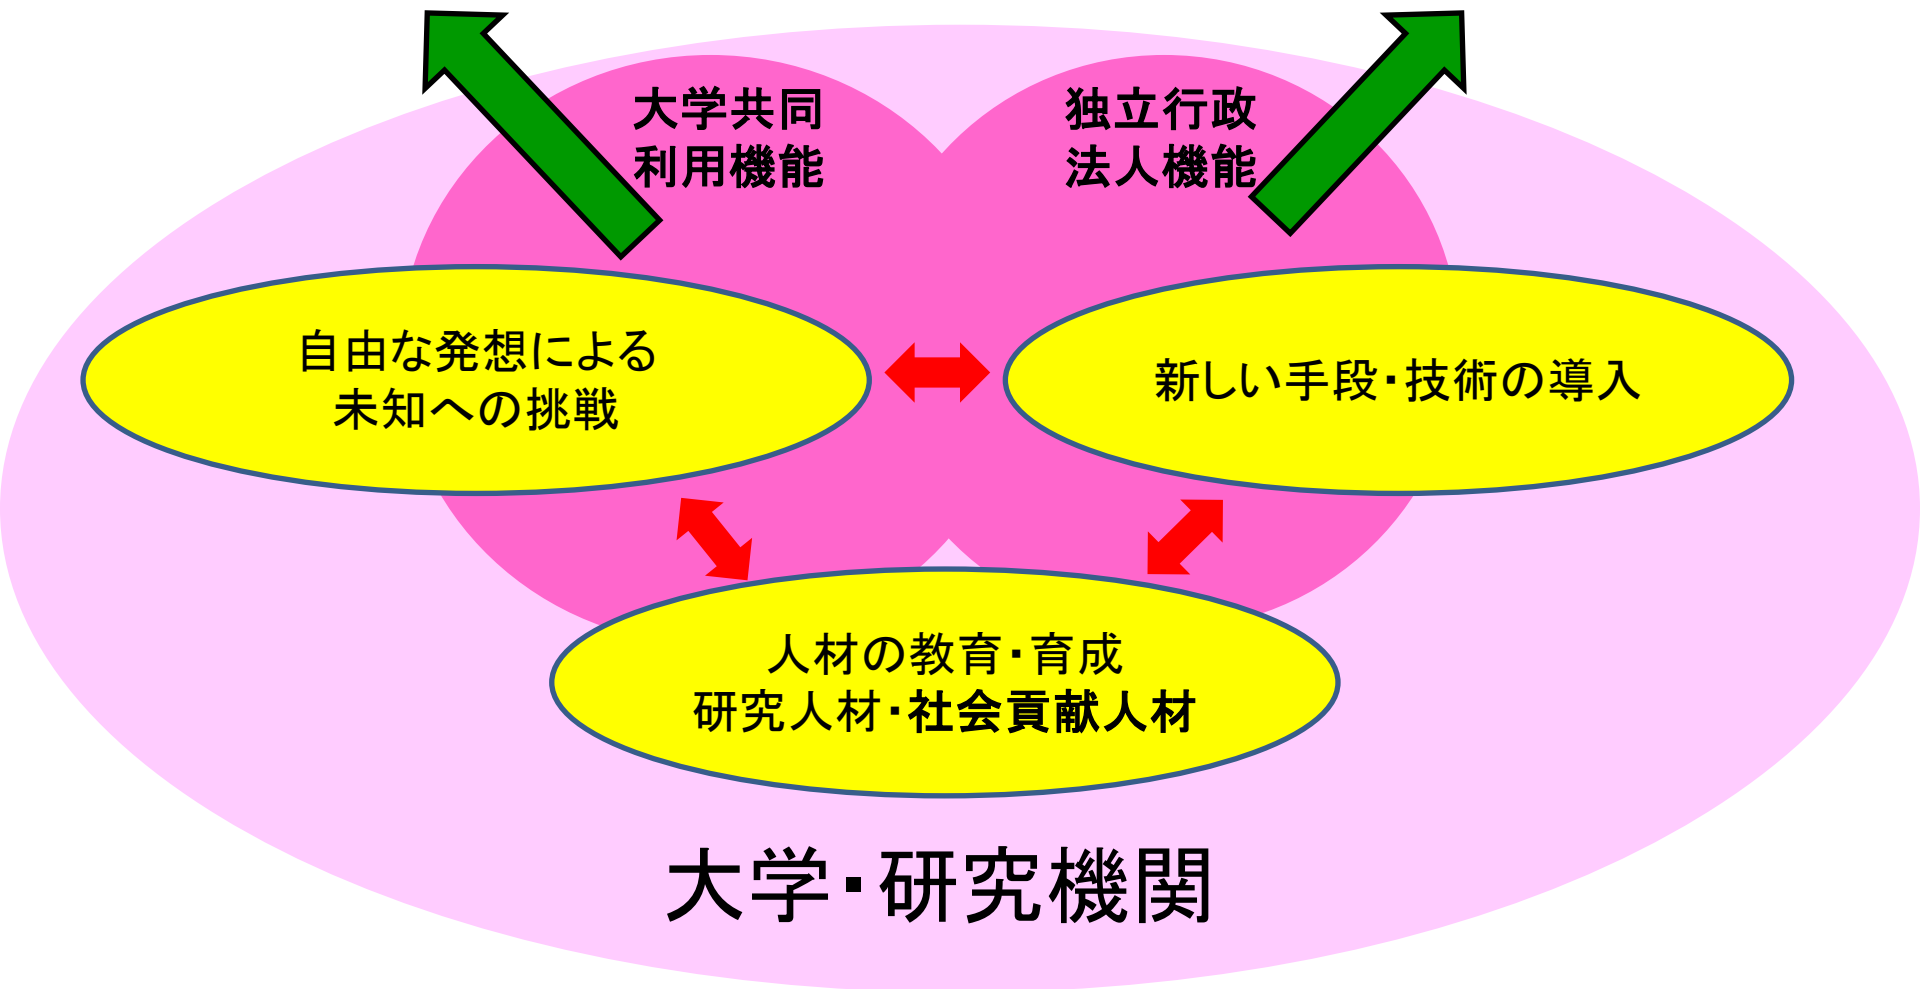 大学共同
利用機能
独立行政
法人機能
自由な発想による
未知への挑戦
新しい手段・技術の導入
人材の教育・育成
研究人材・社会貢献人材
大学・研究機関